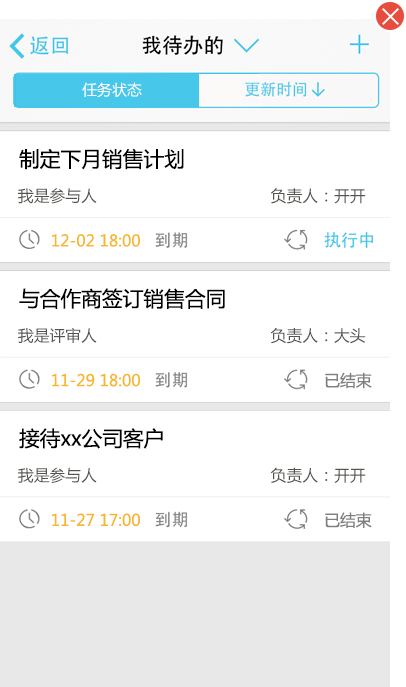 返回 我待办的
任务状态 更新时间
制定下月销售计划
我是参与人 负责人：开开
12-02 18:00 到期 执行中
与合作商签订销售合同
我是评审人 负责人：大头
11-29 18:00 到期 已结束
接待xx公司客户
我是参与人 负责人：开开
11-27 17:00 到期 已结束